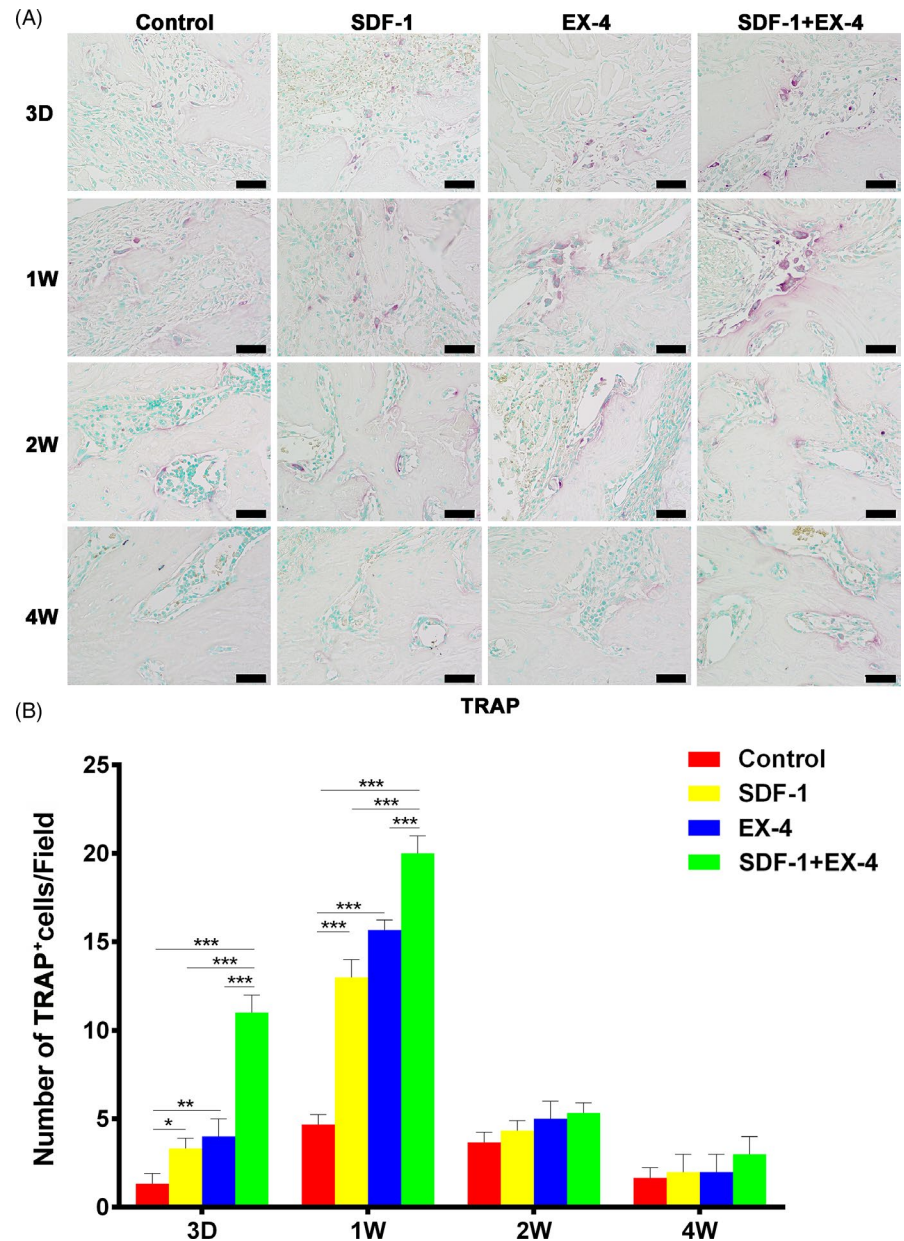 (A)
Control SDF-1 EX-4 SDF-1+EX-4
3D
1W
2W
4W
TRAP
(B)
Number of TRAP⁺cells/Field
25
20
15
10
5
0
*** 
***
***
*
**
***
***
***
***
***
***
***
Control
SDF-1
EX-4
SDF-1+EX-4
3D 1W 2W 4W